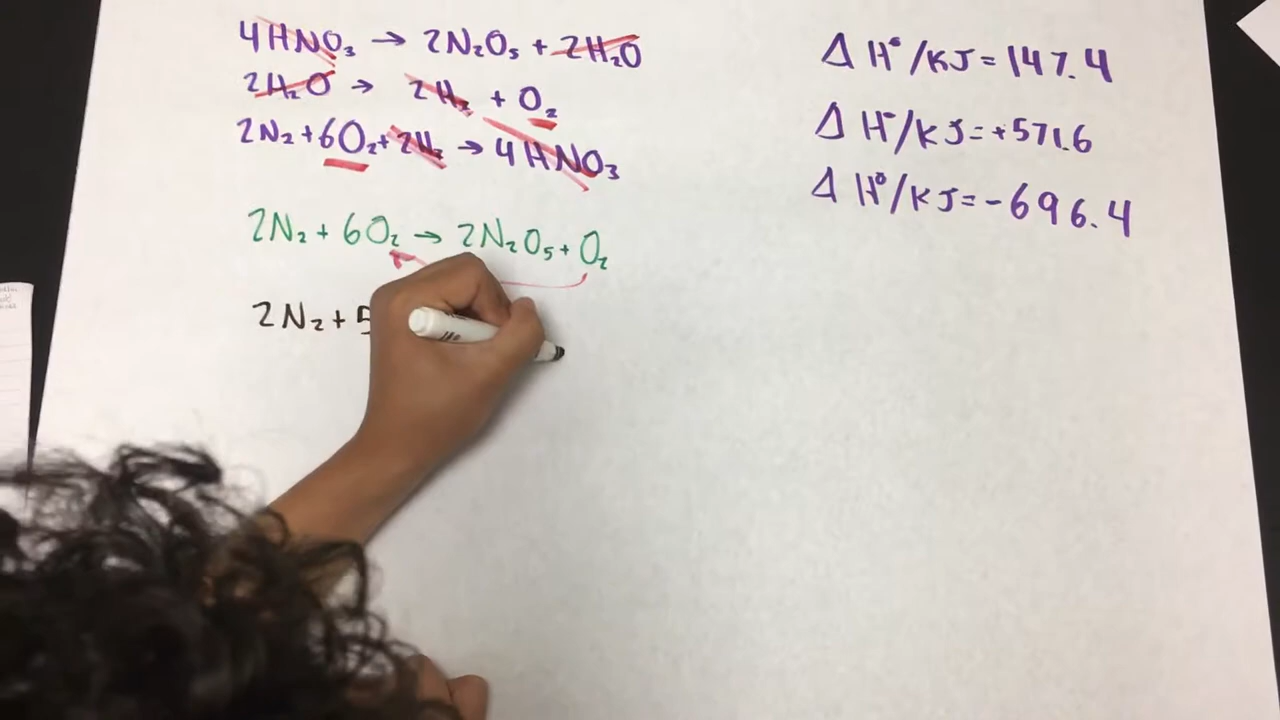 4HNO₃ → 2N₂O₅ + 2H₂O
ΔH°/KJ = 147.4
2H₂O → 2H₂ + O₂
ΔH°/KJ = +571.6
2N₂ + 6O₂ + 2H₂ → 4HNO₃
ΔH°/KJ = -696.4
2N₂ + 6O₂ → 2N₂O₅ + O₂
2N₂ + 5